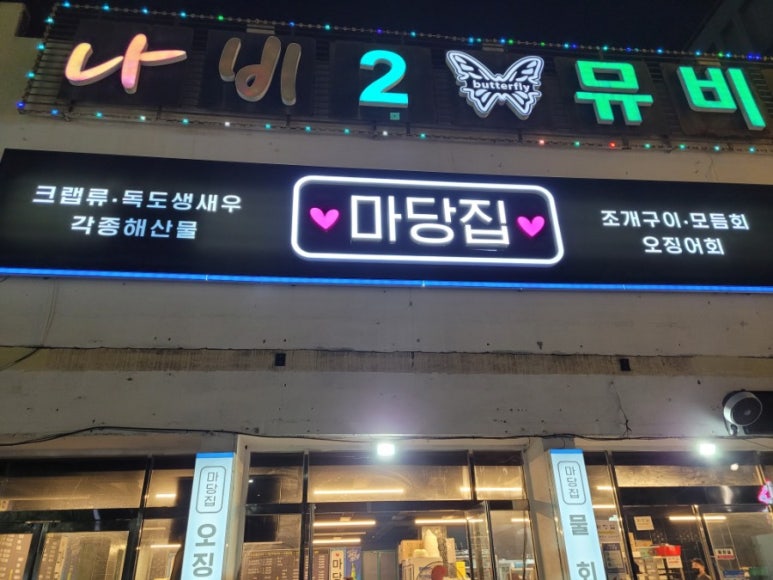 나비2 butterfly 뮤비
크랩류·독도생새우
각종해산물
마당집
조개구이·모듬회
오징어회
마당집
오징
마당집
물회